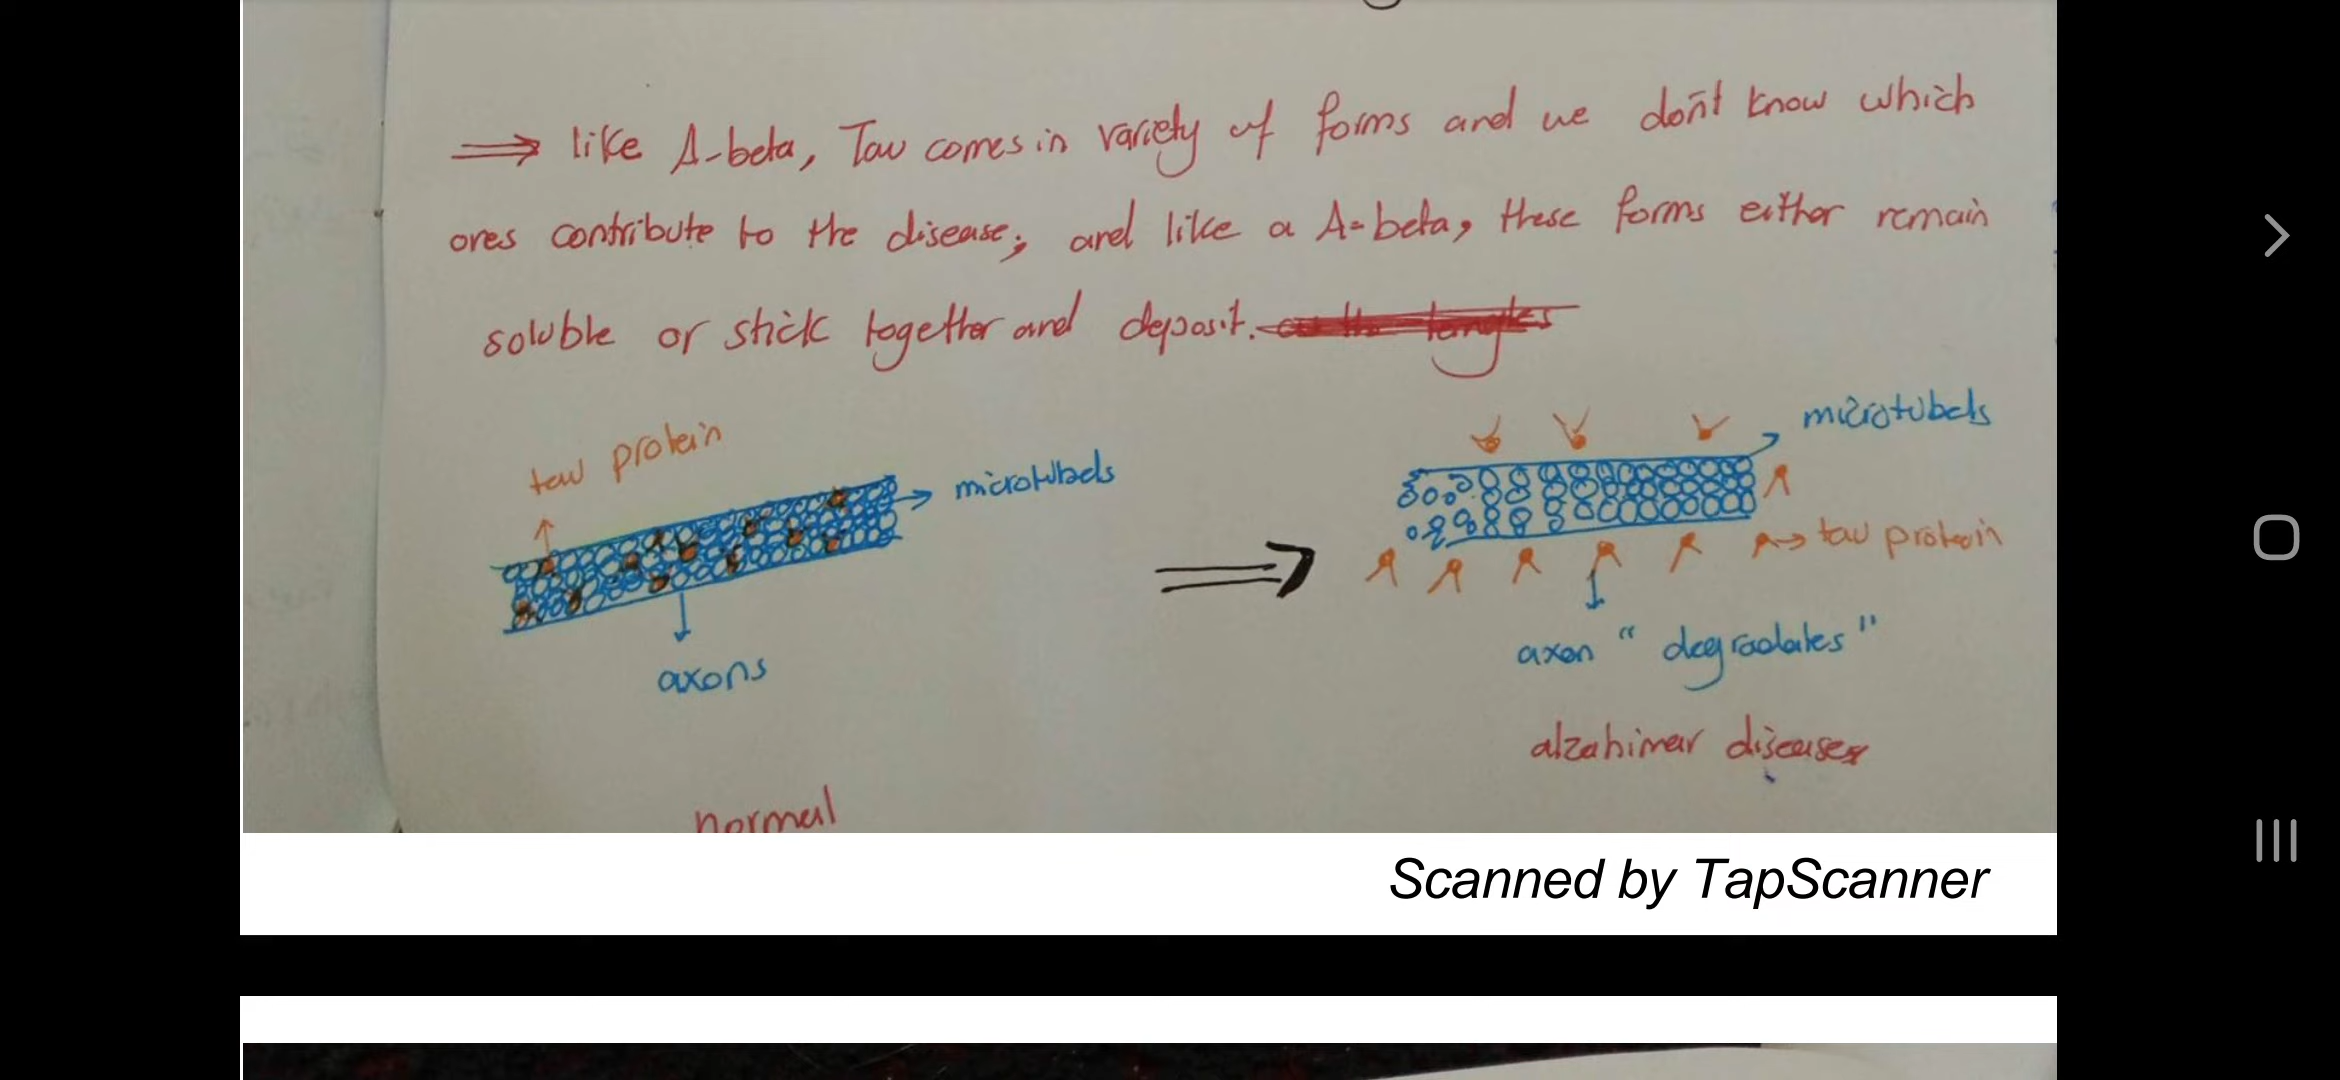 ⇒ like A-beta, Tau comes in variety of forms and we don't know which
ones contribute to the disease; and like a A-beta, these forms either remain
soluble or stick together and deposit.
tau protein
microtubels
axons
normal
microtubels
tau protein
axon " degradates "
alzahimar disease
Scanned by TapScanner